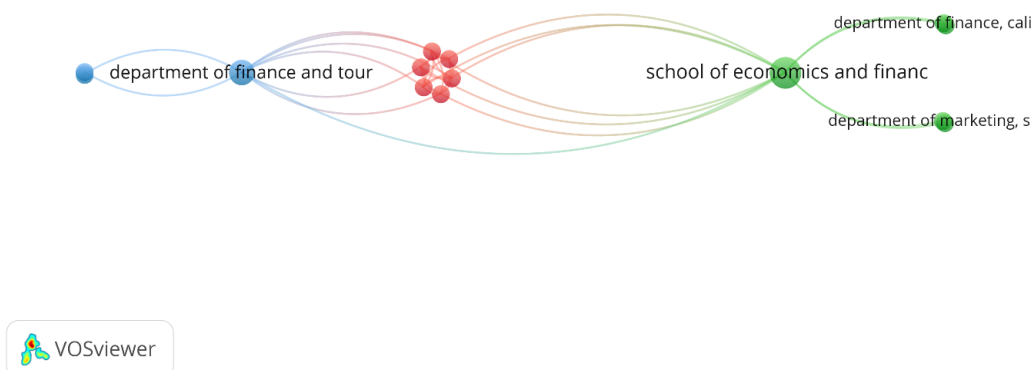 department of finance, cali
department of finance and tour
school of economics and financ
department of marketing, s
VOSviewer